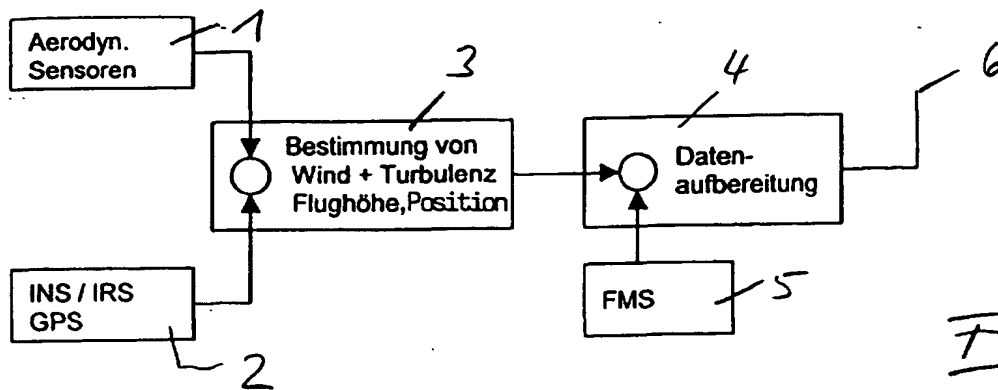 Aerodyn.
Sensoren
1
3
Bestimmung von
Wind + Turbulenz
Flughöhe,Position
4
Daten-
aufbereitung
6
INS / IRS
GPS
2
FMS
5